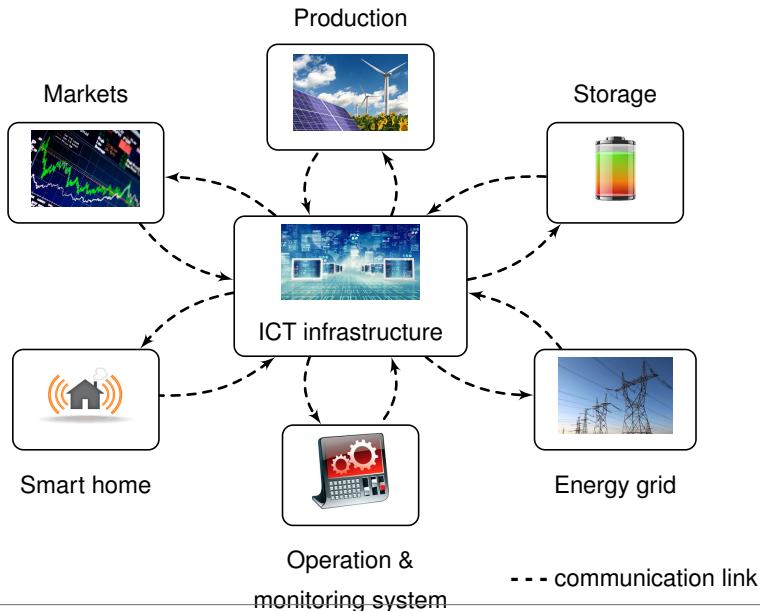 Production
Markets
Storage
ICT infrastructure
Smart home
Energy grid
Operation &
monitoring system
--- communication link